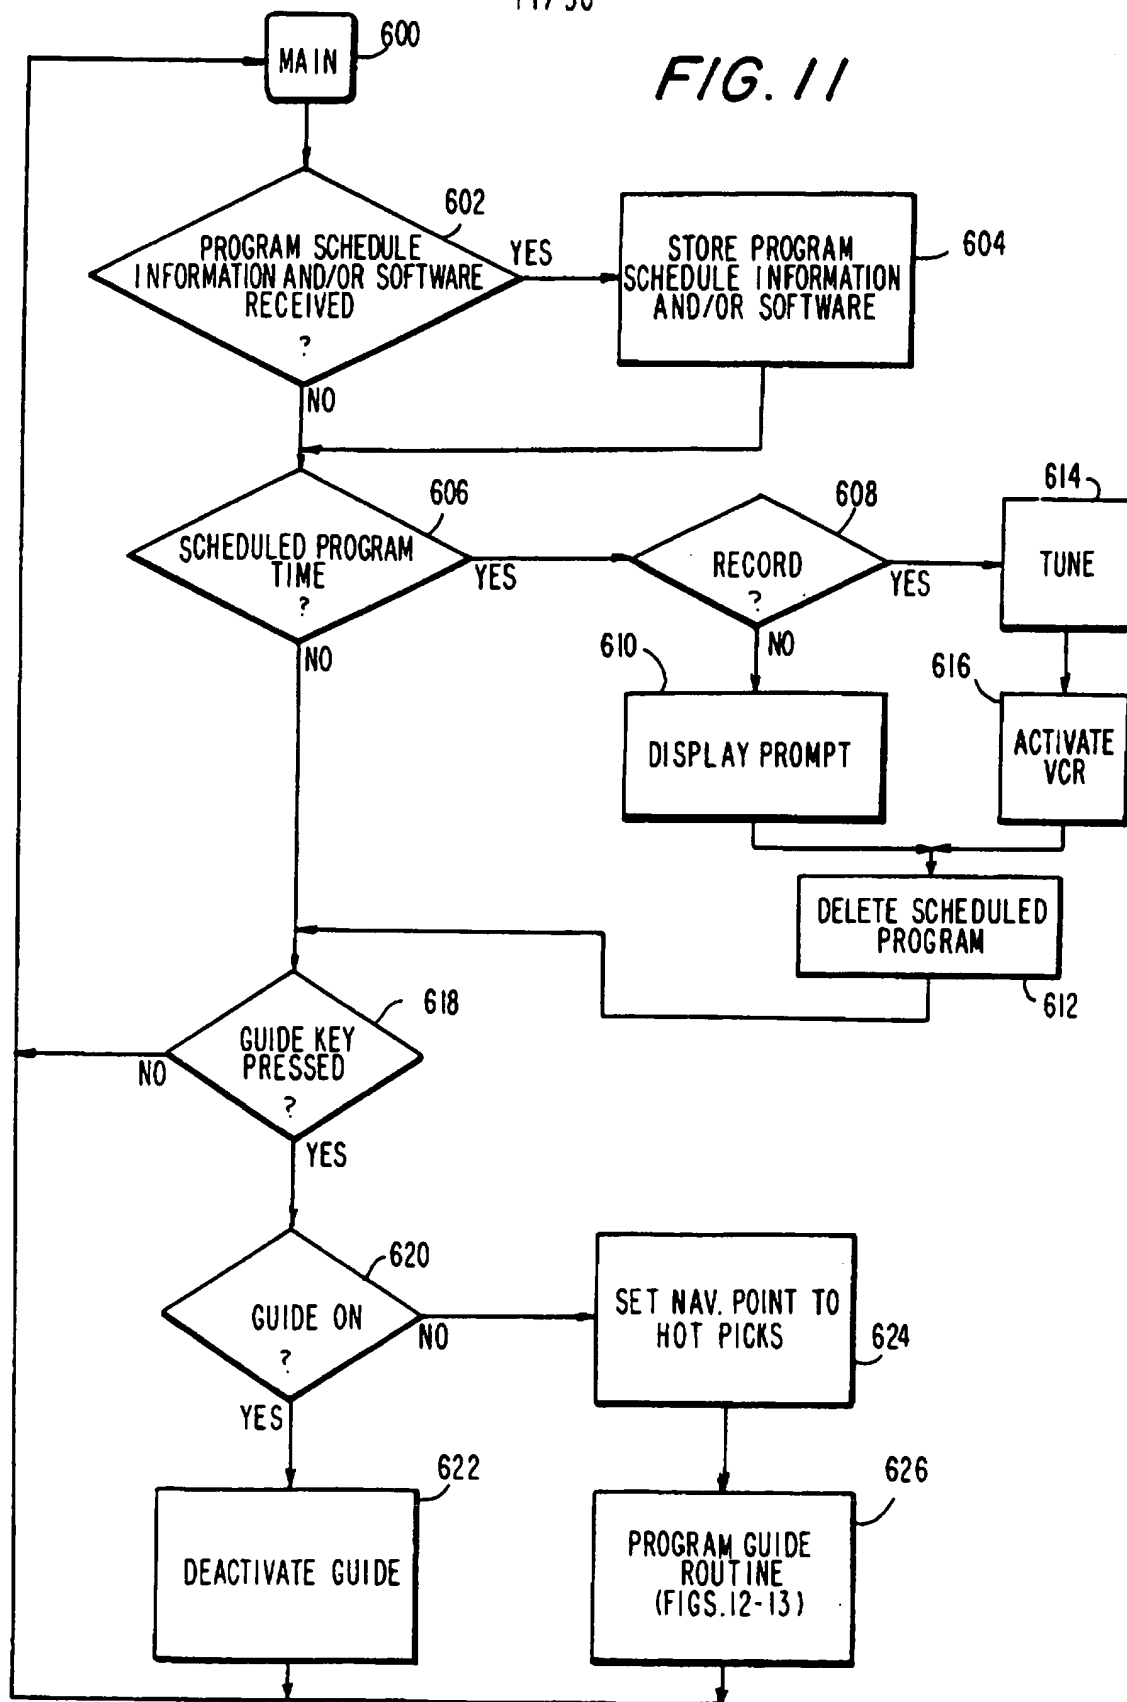 FIG. 11
MAIN
600
602
PROGRAM SCHEDULE
INFORMATION AND/OR SOFTWARE
RECEIVED
?
YES
NO
STORE PROGRAM
SCHEDULE INFORMATION
AND/OR SOFTWARE
604
606
SCHEDULED PROGRAM
TIME
?
YES
NO
608
RECORD
?
YES
NO
614
TUNE
610
DISPLAY PROMPT
616
ACTIVATE
VCR
DELETE SCHEDULED
PROGRAM
612
618
GUIDE KEY
PRESSED
?
NO
YES
620
GUIDE ON
?
NO
YES
SET NAV. POINT TO
HOT PICKS
624
622
DEACTIVATE GUIDE
626
PROGRAM GUIDE
ROUTINE
(FIGS.12-13)